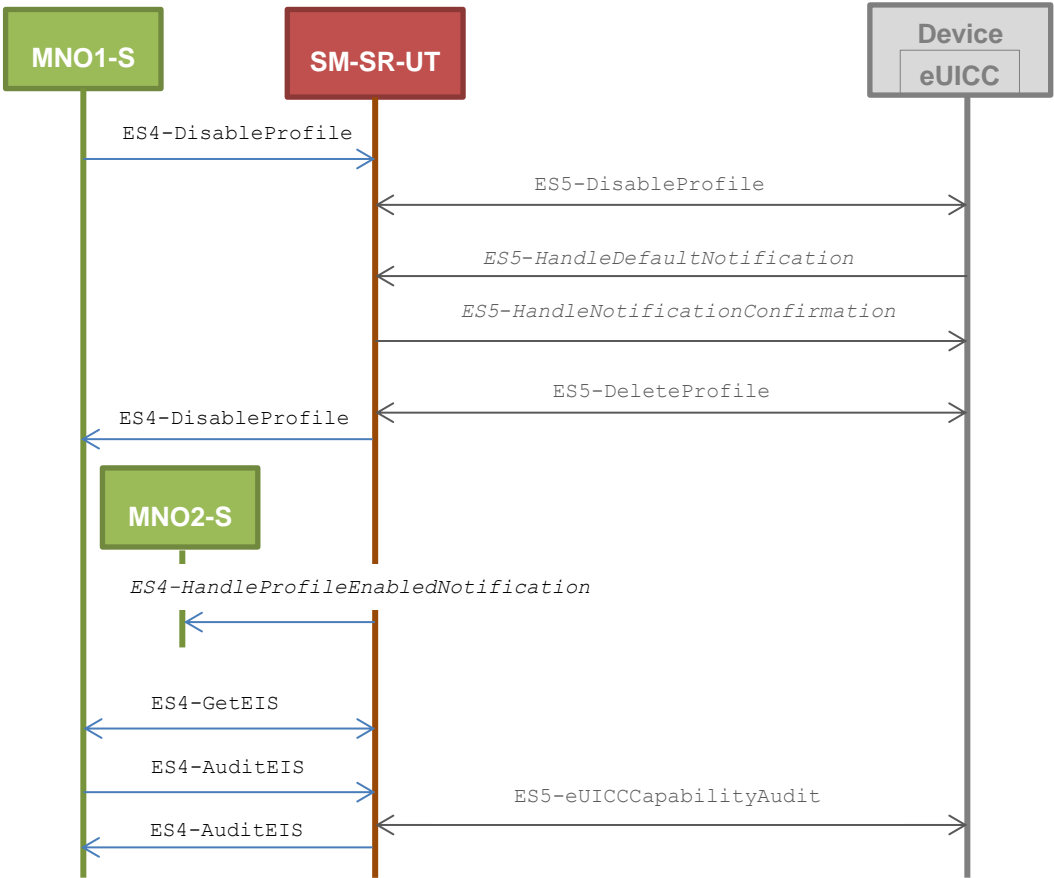 MNO1-S
SM-SR-UT
Device
eUICC
ES4-DisableProfile
ES5-DisableProfile
ES5-HandleDefaultNotification
ES5-HandleNotificationConfirmation
ES5-DeleteProfile
ES4-DisableProfile
MNO2-S
ES4-HandleProfileEnabledNotification
ES4-GetEIS
ES4-AuditEIS
ES5-eUICCCapabilityAudit
ES4-AuditEIS